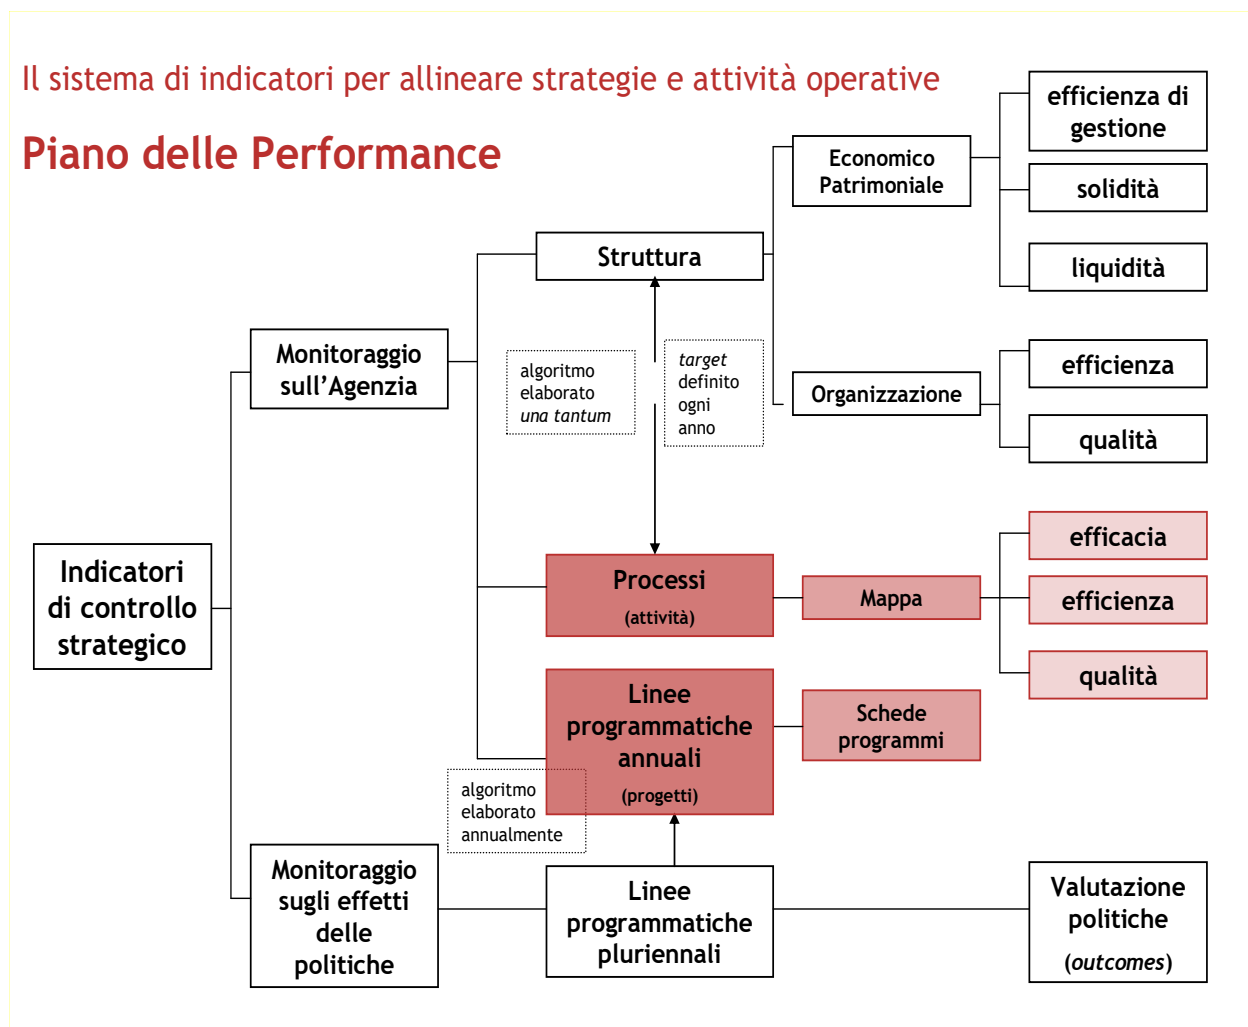 Il sistema di indicatori per allineare strategie e attività operative
Piano delle Performance
efficienza di
gestione
Economico
Patrimoniale
solidità
Struttura
liquidità
Monitoraggio
sull'Agenzia
algoritmo
elaborato
una tantum
target
definito
ogni
anno
Organizzazione
efficienza
qualità
Indicatori
di controllo
strategico
Processi
(attività)
Mappa
efficacia
efficienza
qualità
Linee
programmatiche
annuali
(progetti)
Schede
programmi
algoritmo
elaborato
annualmente
Monitoraggio
sugli effetti
delle
politiche
Linee
programmatiche
pluriennali
Valutazione
politiche
(outcomes)